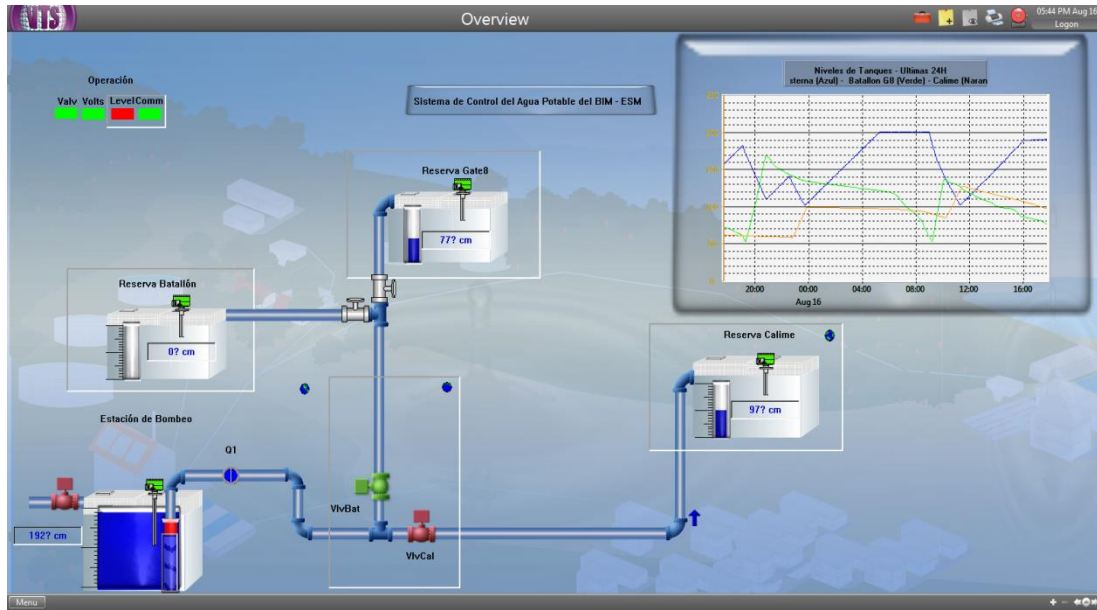 VTS
Overview
05:44 PM Aug 16
Logon
Operación
Valv Volts Level Comm
Sistema de Control del Agua Potable del BIM - ESM
Niveles de Tanques - Ultimas 24H
sterna (Azul) - Batallon G8 (Verde) - Calime (Naran
20:00 00:00 04:00 08:00 12:00 16:00
Aug 16
Reserva Gate8
77? cm
Reserva Batallón
0? cm
Reserva Calime
97? cm
Estación de Bombeo
Q1
VlvBat
192? cm
VlvCal
Menu